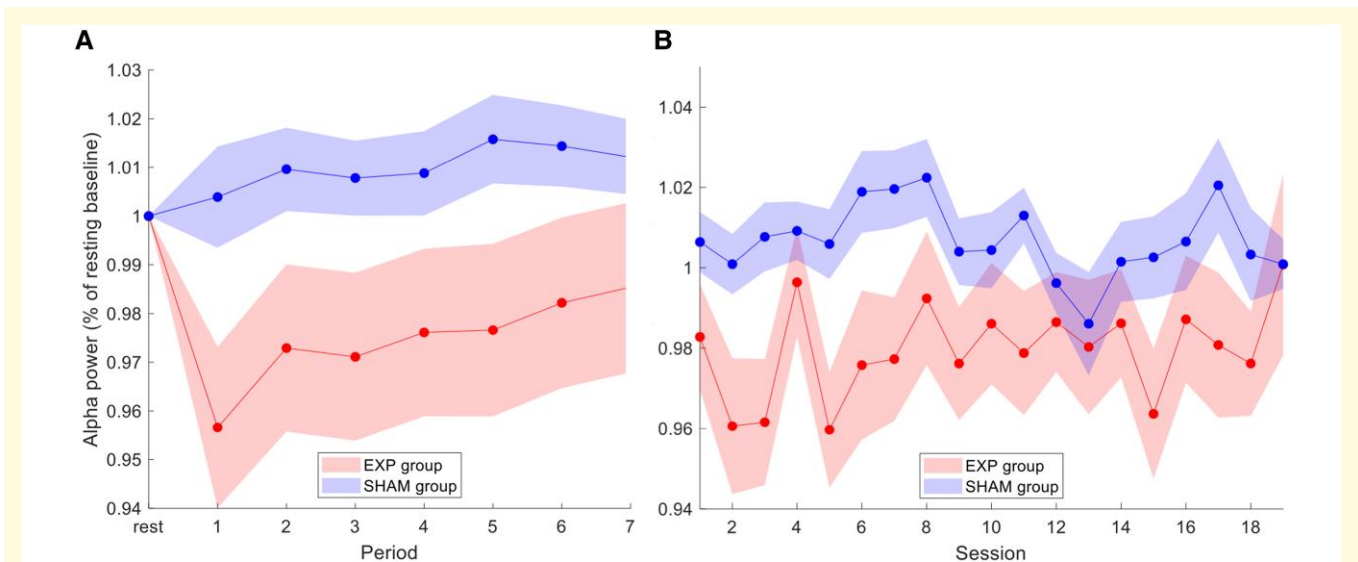 A
B
Alpha power (% of resting baseline)
1.03
1.02
1.01
1
0.99
0.98
0.97
0.96
0.95
0.94
rest 1 2 3 4 5 6 7
Period
EXP group
SHAM group
1.04
1.02
1
0.98
0.96
0.94
2 4 6 8 10 12 14 16 18
Session
EXP group
SHAM group